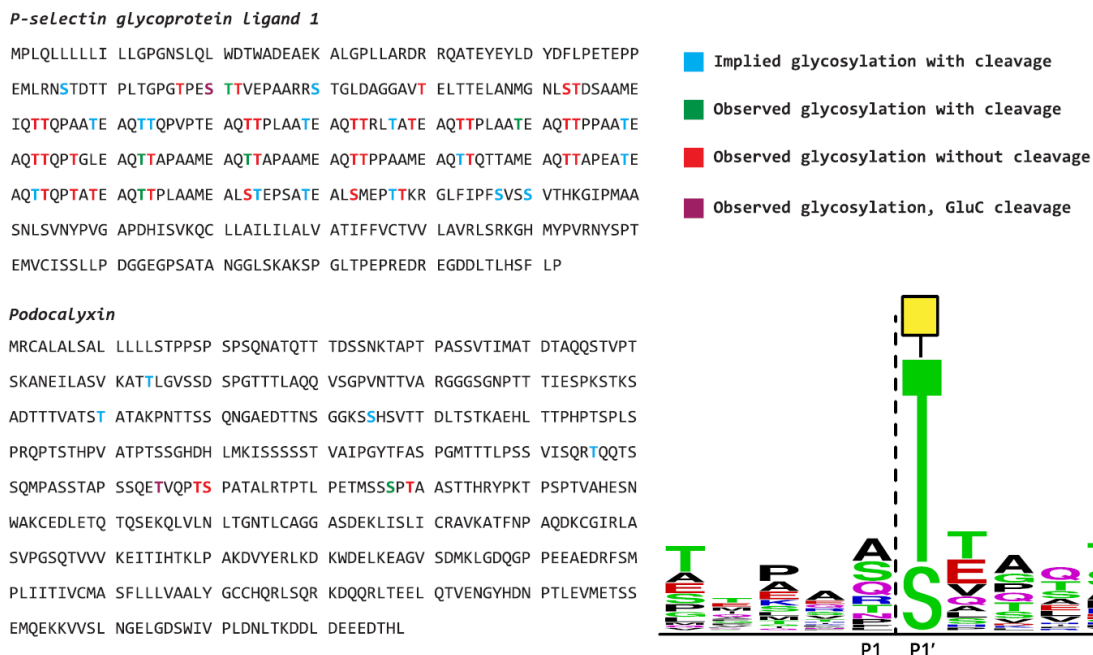 P-selectin glycoprotein ligand 1
MPLQLLLLLI LLGPGNSLQL WDTWADEAEK ALGPLLARDR RQATEYEYLD YDFLPETEPP
EMLRNSTDTT PLTGPGTPES TTVEPAARRS TGLDAGGAVT ELTTELANMG NLSTDSAAME
IQTTQPAATE AQTTQPVPTE AQTTPLAATE AQTTRLTATE AQTTPLAATE AQTTPPAATE
AQTTQPTGLE AQTTAPAAME AQTTAPAAME AQTTPPAAME AQTTQTTAME AQTTAPEATE
AQTTQPTATE AQTTPLAAME ALSTEPSATE ALSMEPTTKR GLFIPFSVSS VTHKGIPMAA
SNLSVNYPVG APDHISVKQC LLAILILALV ATIFFVCTVV LAVRLSRKGH MYPVRNYSPT
EMVCISSLLP DGGEGPSATA NGGLSKAKSP GLTPEPREDR EGDDLTLHSF LP
Implied glycosylation with cleavage
Observed glycosylation with cleavage
Observed glycosylation without cleavage
Observed glycosylation, GluC cleavage
Podocalyxin
MRCALALSAL LLLLSTPPSP SPSQNATQTT TDSSNKTAPT PASSVTIMAT DTAQQSTVPT
SKANEILASV KATTLGVSSD SPGTTTLAQQ VSGPVNTTVA RGGGSGNPTT TIESPKSTKS
ADTTTVATST ATAKPNTTSS QNGAEDTTNS GGKSSHSVTT DLTSTKAEHL TTPHPTSPLS
PRQPTSTHPV ATPTSSGHDH LMKISSSSST VAIPGYTFAS PGMTTTLPSS VISQRTQQTS
SQMPASSTAP SSQETVQPTS PATALRTPTL PETMSSSPTA ASTTHRYPKT PSPTVAHESN
WAKCEDLETQ TQSEKQLVLN LTGNTLCAGG ASDEKLISLI CRAVKATFNP AQDKCGIRLA
SVPGSQTVVV KEITIHTKLP AKDVYERLKD KWDELKEAGV SDMKLGDQGP PEEAEDRFSM
PLIITIVCMA SFLLLVAALY GCCHQRLSQR KDQQRLTEEL QTVENGYHDN PTLEVMETSS
EMQEKKVVSL NGELGDSWIV PLDNLTKDDL DEEEDTHL
P1 P1′